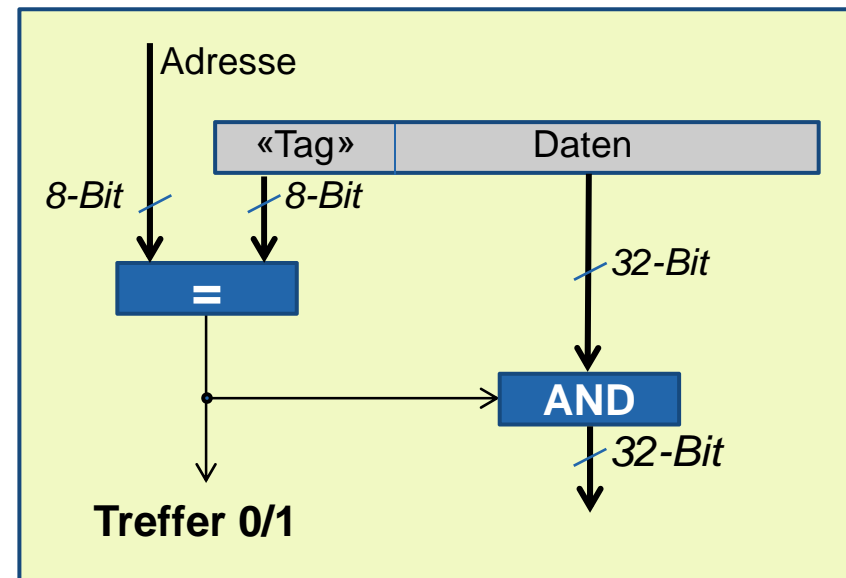 Adresse
«Tag» Daten
8-Bit 8-Bit
32-Bit
=
AND
32-Bit
Treffer 0/1